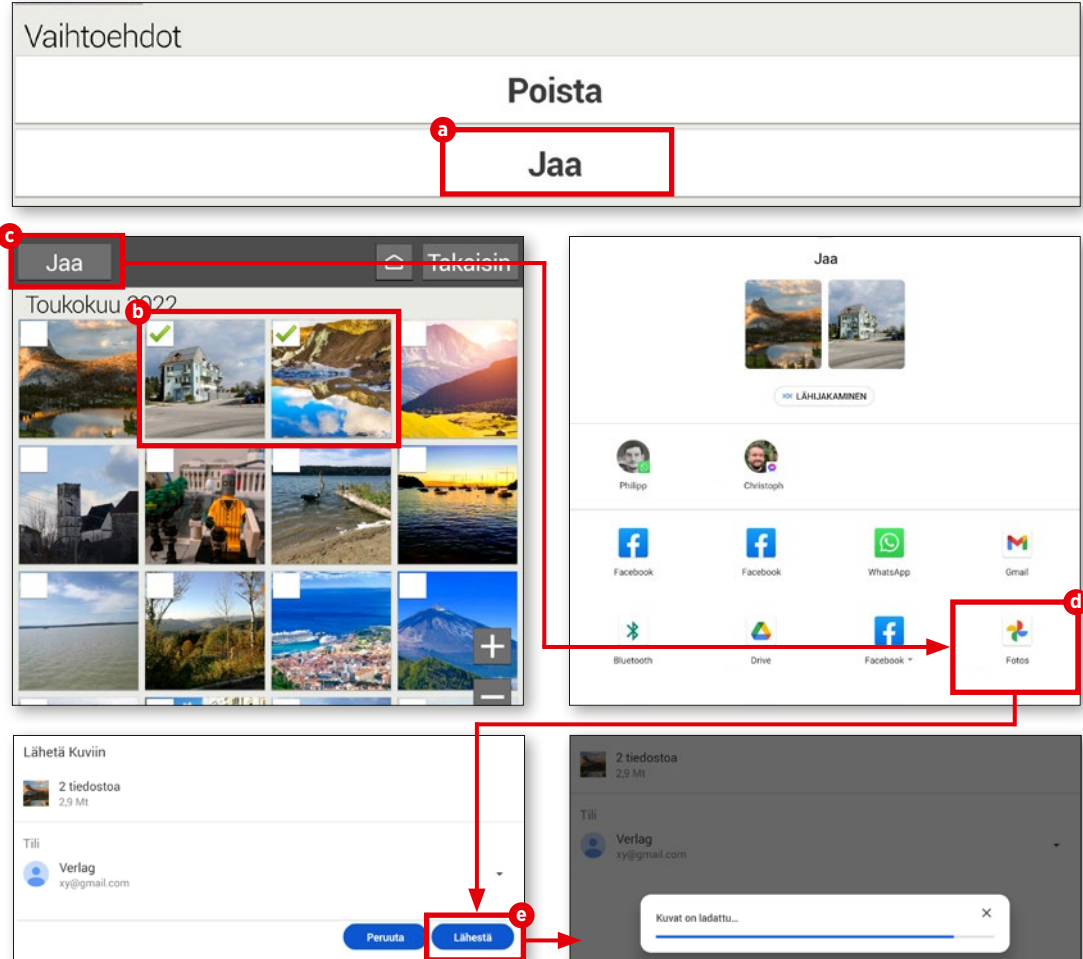 Vaihtoehdot
Poista
a
Jaa
c
Jaa
Takaisin
Toukokuu 2022
b
Jaa
LÄHIJAKAMINEN
Philipp
Christoph
Facebook
Facebook
WhatsApp
Gmail
d
Bluetooth
Drive
Facebook
Fotos
Lähetä Kuviin
2 tiedostoa
2,9 Mt
Tili
Verlag
xy@gmail.com
e
Peruuta
Lähestä
2 tiedostoa
2,9 Mt
Tili
Verlag
xy@gmail.com
Kuvat on ladattu...